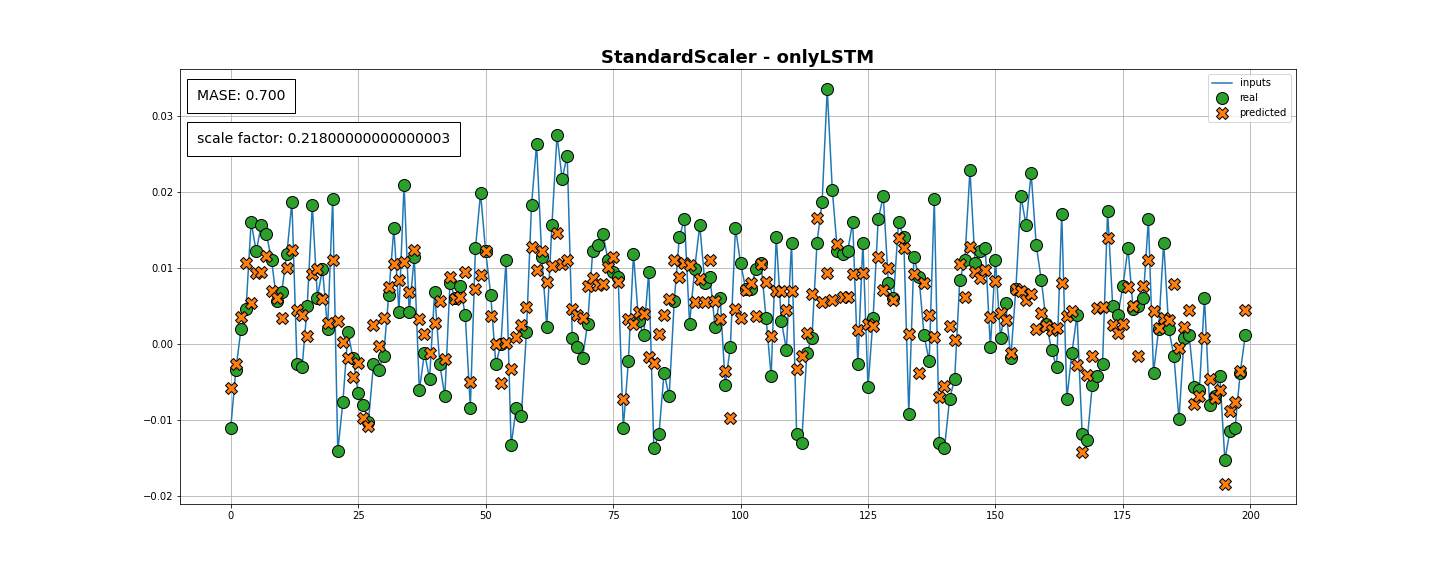 StandardScaler - onlyLSTM
MASE: 0.700
scale factor: 0.21800000000000003
inputs
real
predicted
0.03
0.02
0.01
0.00
−0.01
−0.02
0 25 50 75 100 125 150 175 200